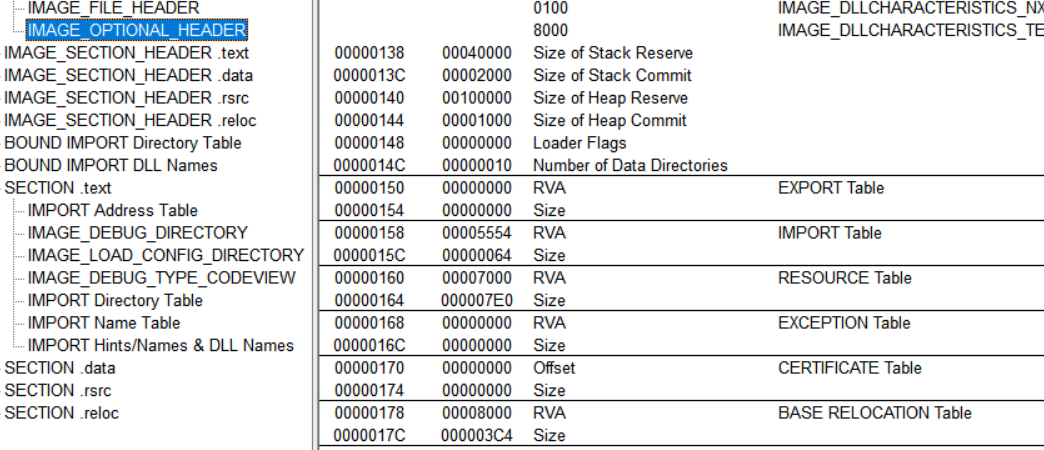 IMAGE_FILE_HEADER
IMAGE_OPTIONAL_HEADER
IMAGE_SECTION_HEADER .text
IMAGE_SECTION_HEADER .data
IMAGE_SECTION_HEADER .rsrc
IMAGE_SECTION_HEADER .reloc
BOUND IMPORT Directory Table
BOUND IMPORT DLL Names
SECTION .text
IMPORT Address Table
IMAGE_DEBUG_DIRECTORY
IMAGE_LOAD_CONFIG_DIRECTORY
IMAGE_DEBUG_TYPE_CODEVIEW
IMPORT Directory Table
IMPORT Name Table
IMPORT Hints/Names & DLL Names
SECTION .data
SECTION .rsrc
SECTION .reloc
0100 IMAGE_DLLCHARACTERISTICS_NX
8000 IMAGE_DLLCHARACTERISTICS_TE
00000138 00040000 Size of Stack Reserve
0000013C 00002000 Size of Stack Commit
00000140 00100000 Size of Heap Reserve
00000144 00001000 Size of Heap Commit
00000148 00000000 Loader Flags
0000014C 00000010 Number of Data Directories
00000150 00000000 RVA EXPORT Table
00000154 00000000 Size
00000158 00005554 RVA IMPORT Table
0000015C 00000064 Size
00000160 00007000 RVA RESOURCE Table
00000164 000007E0 Size
00000168 00000000 RVA EXCEPTION Table
0000016C 00000000 Size
00000170 00000000 Offset CERTIFICATE Table
00000174 00000000 Size
00000178 00008000 RVA BASE RELOCATION Table
0000017C 000003C4 Size